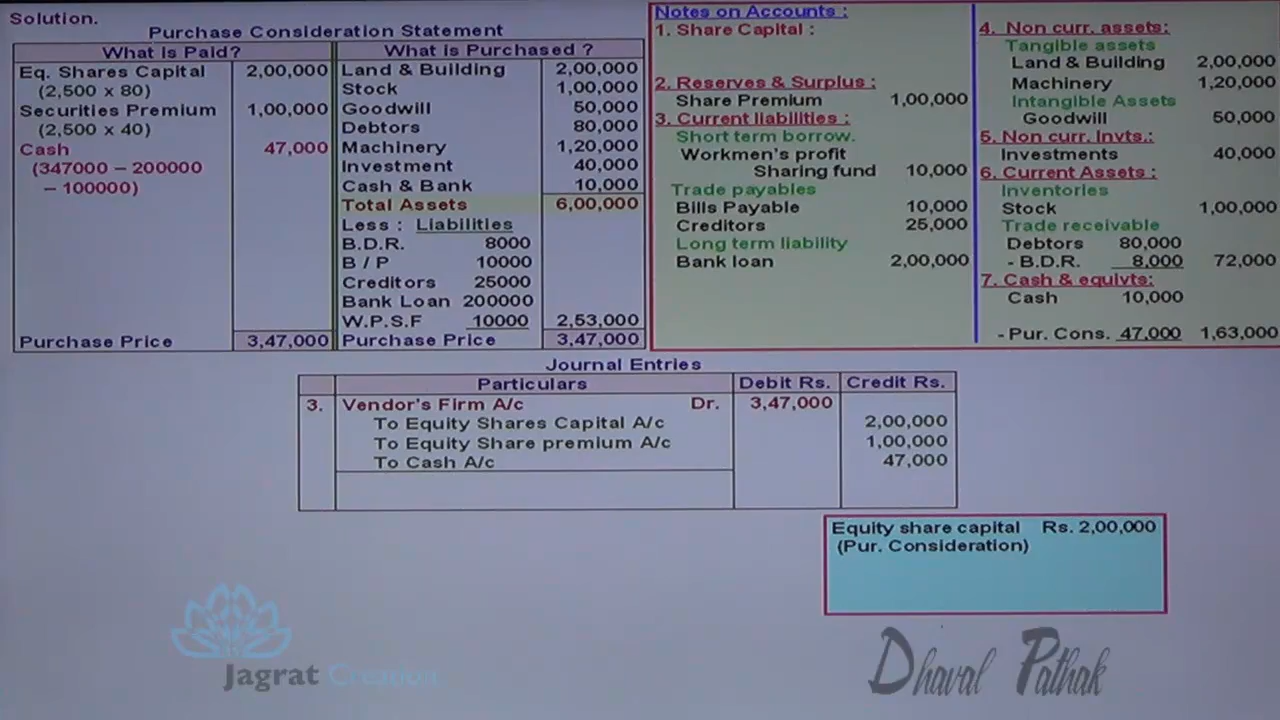 Solution.
Purchase Consideration Statement
What Is Paid? What is Purchased ?
Eq. Shares Capital 2,00,000 Land & Building 2,00,000
(2,500 x 80) Stock 1,00,000
Securities Premium 1,00,000 Goodwill 50,000
(2,500 x 40) Debtors 80,000
Cash 47,000 Machinery 1,20,000
(347000 – 200000 Investment 40,000
– 100000) Cash & Bank 10,000
Total Assets 6,00,000
Less : Liabilities
B.D.R. 8000
B / P 10000
Creditors 25000
Bank Loan 200000
W.P.S.F 10000 2,53,000
Purchase Price 3,47,000 Purchase Price 3,47,000
Notes on Accounts :
1. Share Capital :
2. Reserves & Surplus :
Share Premium 1,00,000
3. Current liabilities :
Short term borrow.
Workmen's profit
Sharing fund 10,000
Trade payables
Bills Payable 10,000
Creditors 25,000
Long term liability
Bank loan 2,00,000
4. Non curr. assets:
Tangible assets
Land & Building 2,00,000
Machinery 1,20,000
Intangible Assets
Goodwill 50,000
5. Non curr. Invts.:
Investments 40,000
6. Current Assets :
Inventories
Stock 1,00,000
Trade receivable
Debtors 80,000
- B.D.R. 8,000 72,000
7. Cash & equivts:
Cash 10,000
- Pur. Cons. 47,000 1,63,000
Journal Entries
Particulars Debit Rs. Credit Rs.
3. Vendor's Firm A/c Dr. 3,47,000
To Equity Shares Capital A/c 2,00,000
To Equity Share premium A/c 1,00,000
To Cash A/c 47,000
Equity share capital Rs. 2,00,000
(Pur. Consideration)
Jagrat Creation
Dhaval Pathak